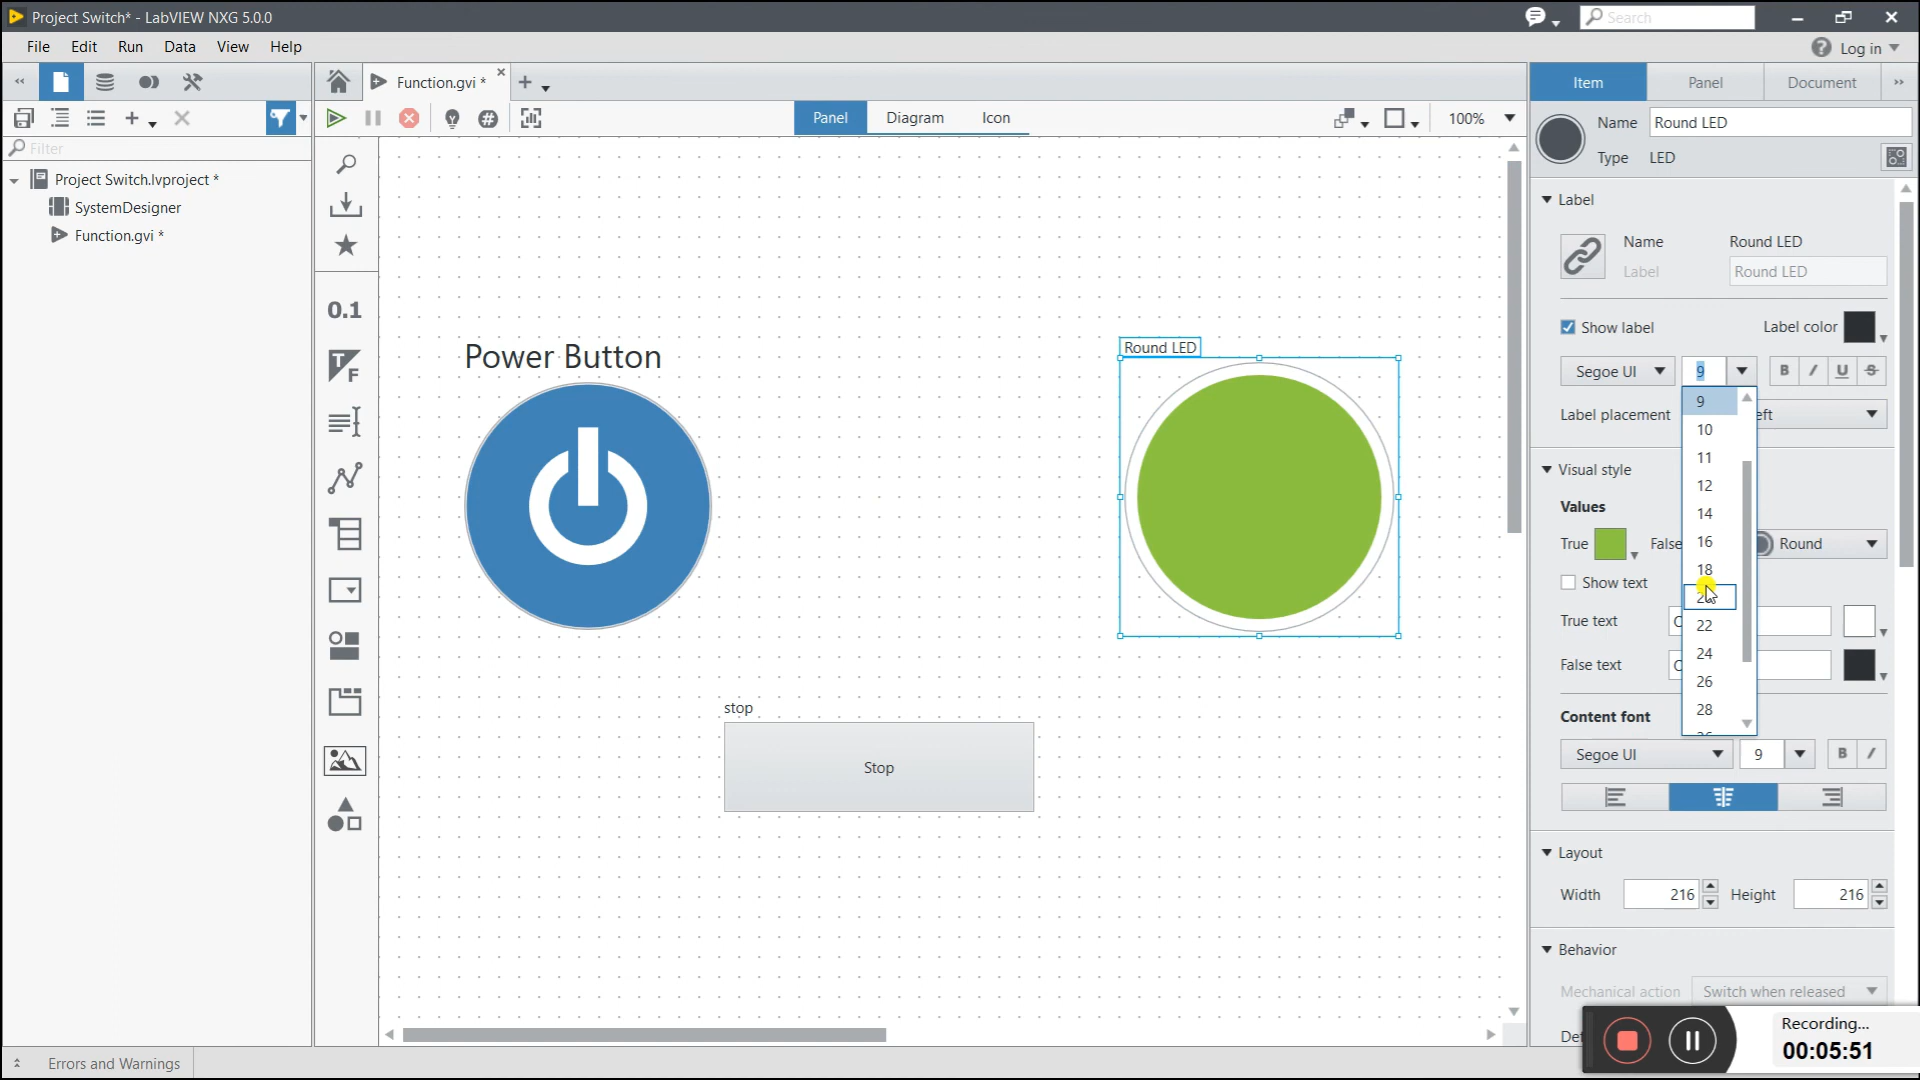 Project Switch* - LabVIEW NXG 5.0.0
Search
File Edit Run Data View Help
Log in
Function.gvi *
Item Panel Document
Panel Diagram Icon
100%
Name Round LED
Type LED
Filter
Project Switch.lvproject *
SystemDesigner
Function.gvi *
0.1
T F
Power Button
Round LED
stop
Stop
Label
Name Round LED
Label Round LED
Show label
Label color
Segoe UI 9 B I U S
Label placement
9
10
11
12
14
16
18
22
24
26
28
Visual style
Values
True False Round
Show text
True text
False text
Content font
Segoe UI 9 B I
Layout
Width 216 Height 216
Behavior
Mechanical action Switch when released
Recording...
00:05:51
Errors and Warnings